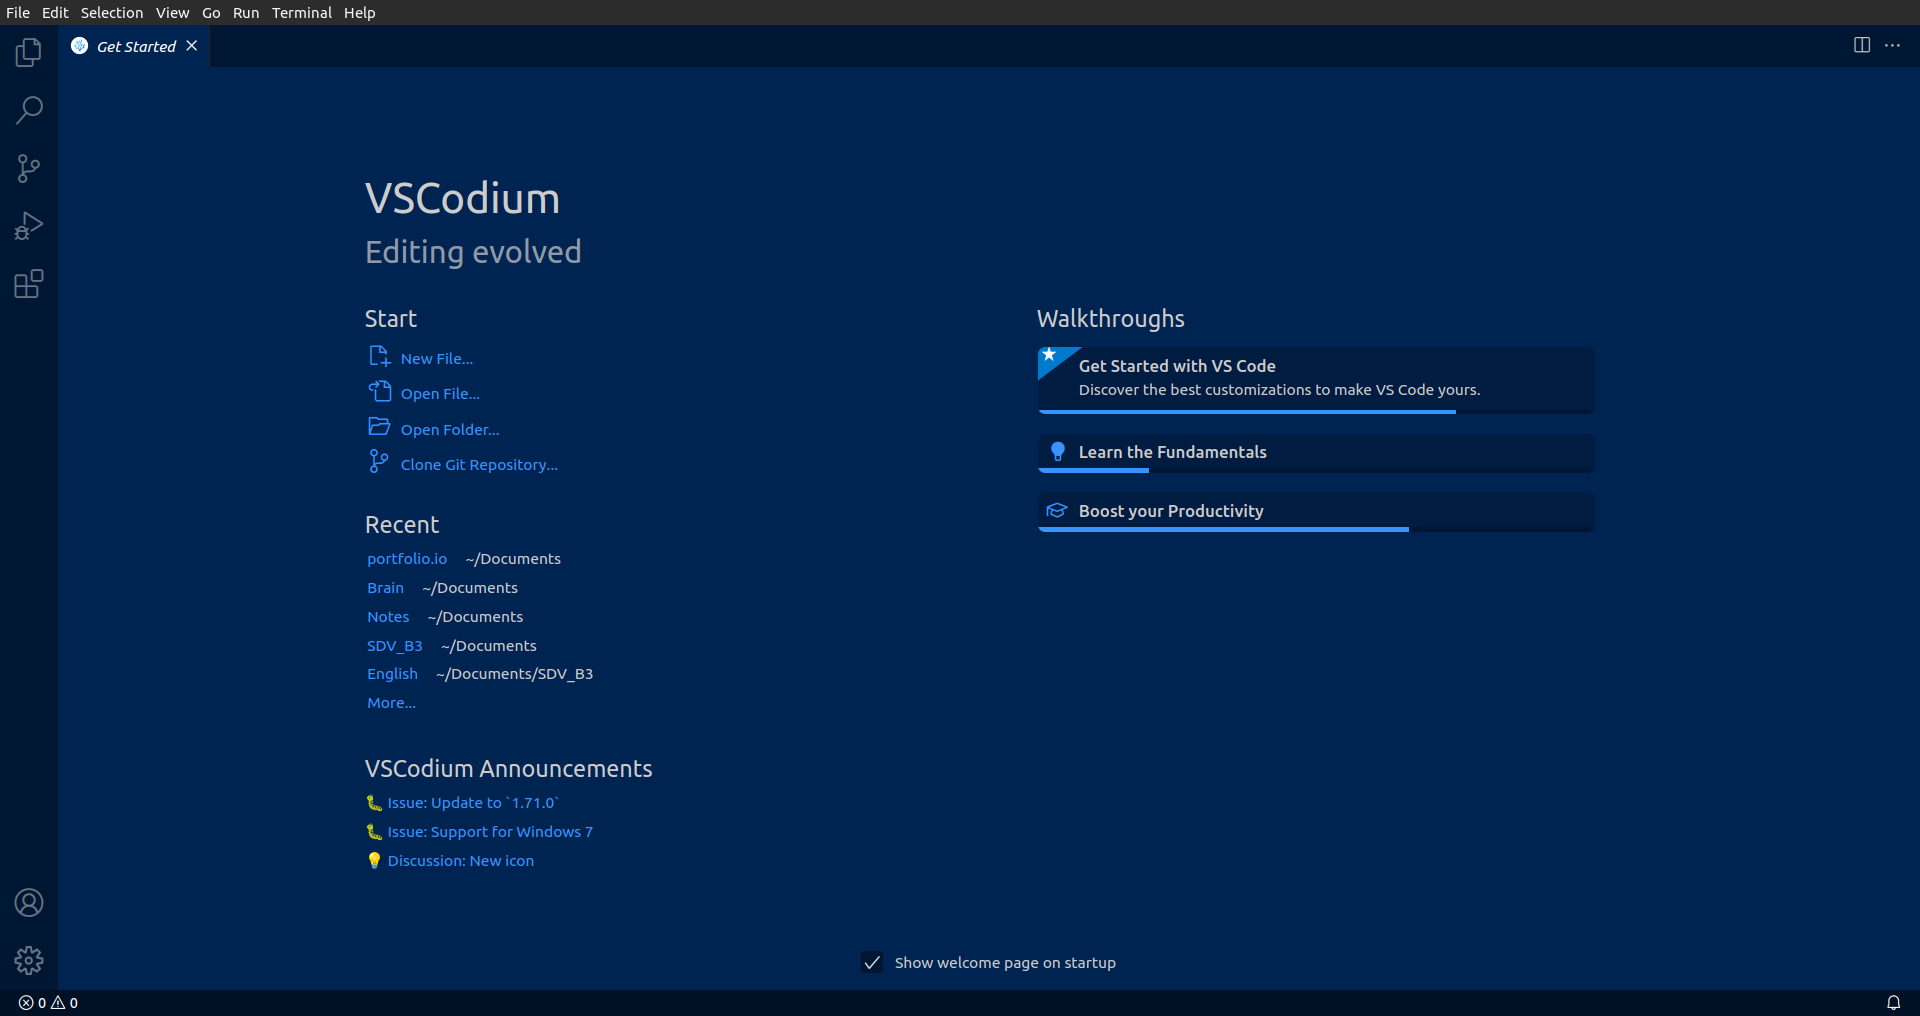 File Edit Selection View Go Run Terminal Help
Get Started
VSCodium
Editing evolved
Start
New File...
Open File...
Open Folder...
Clone Git Repository...
Recent
portfolio.io ~/Documents
Brain ~/Documents
Notes ~/Documents
SDV_B3 ~/Documents
English ~/Documents/SDV_B3
More...
VSCodium Announcements
🐛 Issue: Update to `1.71.0`
🐛 Issue: Support for Windows 7
💡 Discussion: New icon
Walkthroughs
Get Started with VS Code
Discover the best customizations to make VS Code yours.
Learn the Fundamentals
Boost your Productivity
Show welcome page on startup
0 0